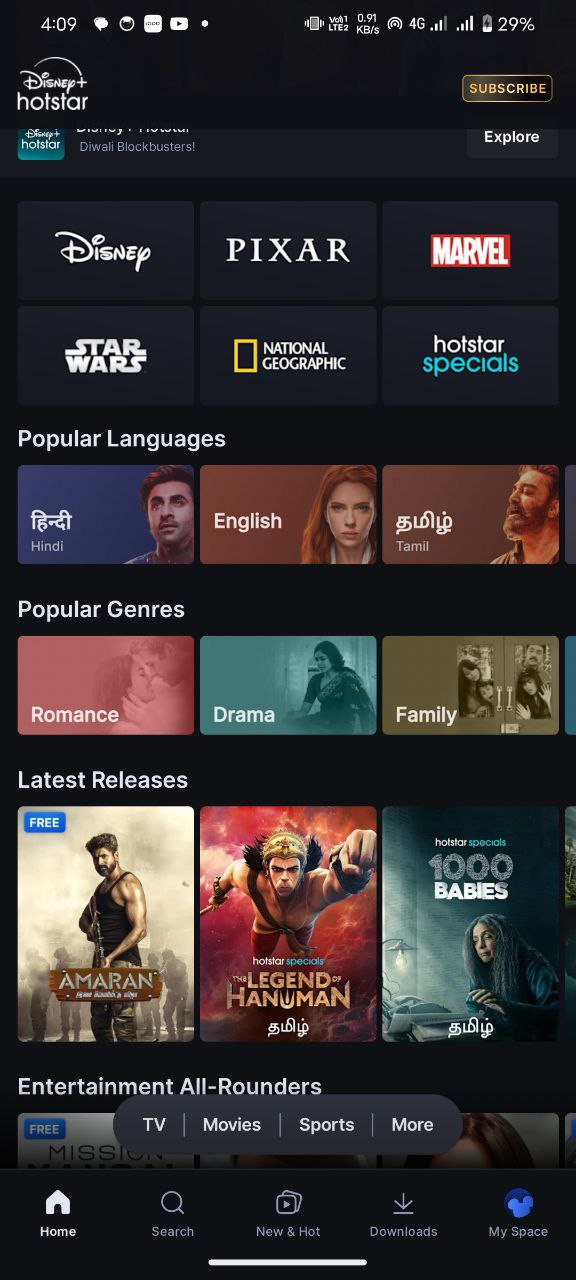 4:09
Vo) 1
LTE2
0.91
KB/s
4G
29%
Disney+
hotstar
SUBSCRIBE
Disney+ Hotstar
Disney+
hotstar
Diwali Blockbusters!
Explore
Disney
PIXAR
MARVEL
STAR
WARS
NATIONAL
GEOGRAPHIC
hotstar
specials
Popular Languages
हिन्दी
Hindi
English
தமிழ்
Tamil
Popular Genres
Romance
Drama
Family
Latest Releases
FREE
AMARAN
hotstar specials
THE LEGEND OF
HANUMAN
தமிழ்
hotstar specials
1000
BABIES
தமிழ்
Entertainment All-Rounders
FREE
MISSION
MANGAL
TV
Movies
Sports
More
Home
Search
New & Hot
Downloads
My Space